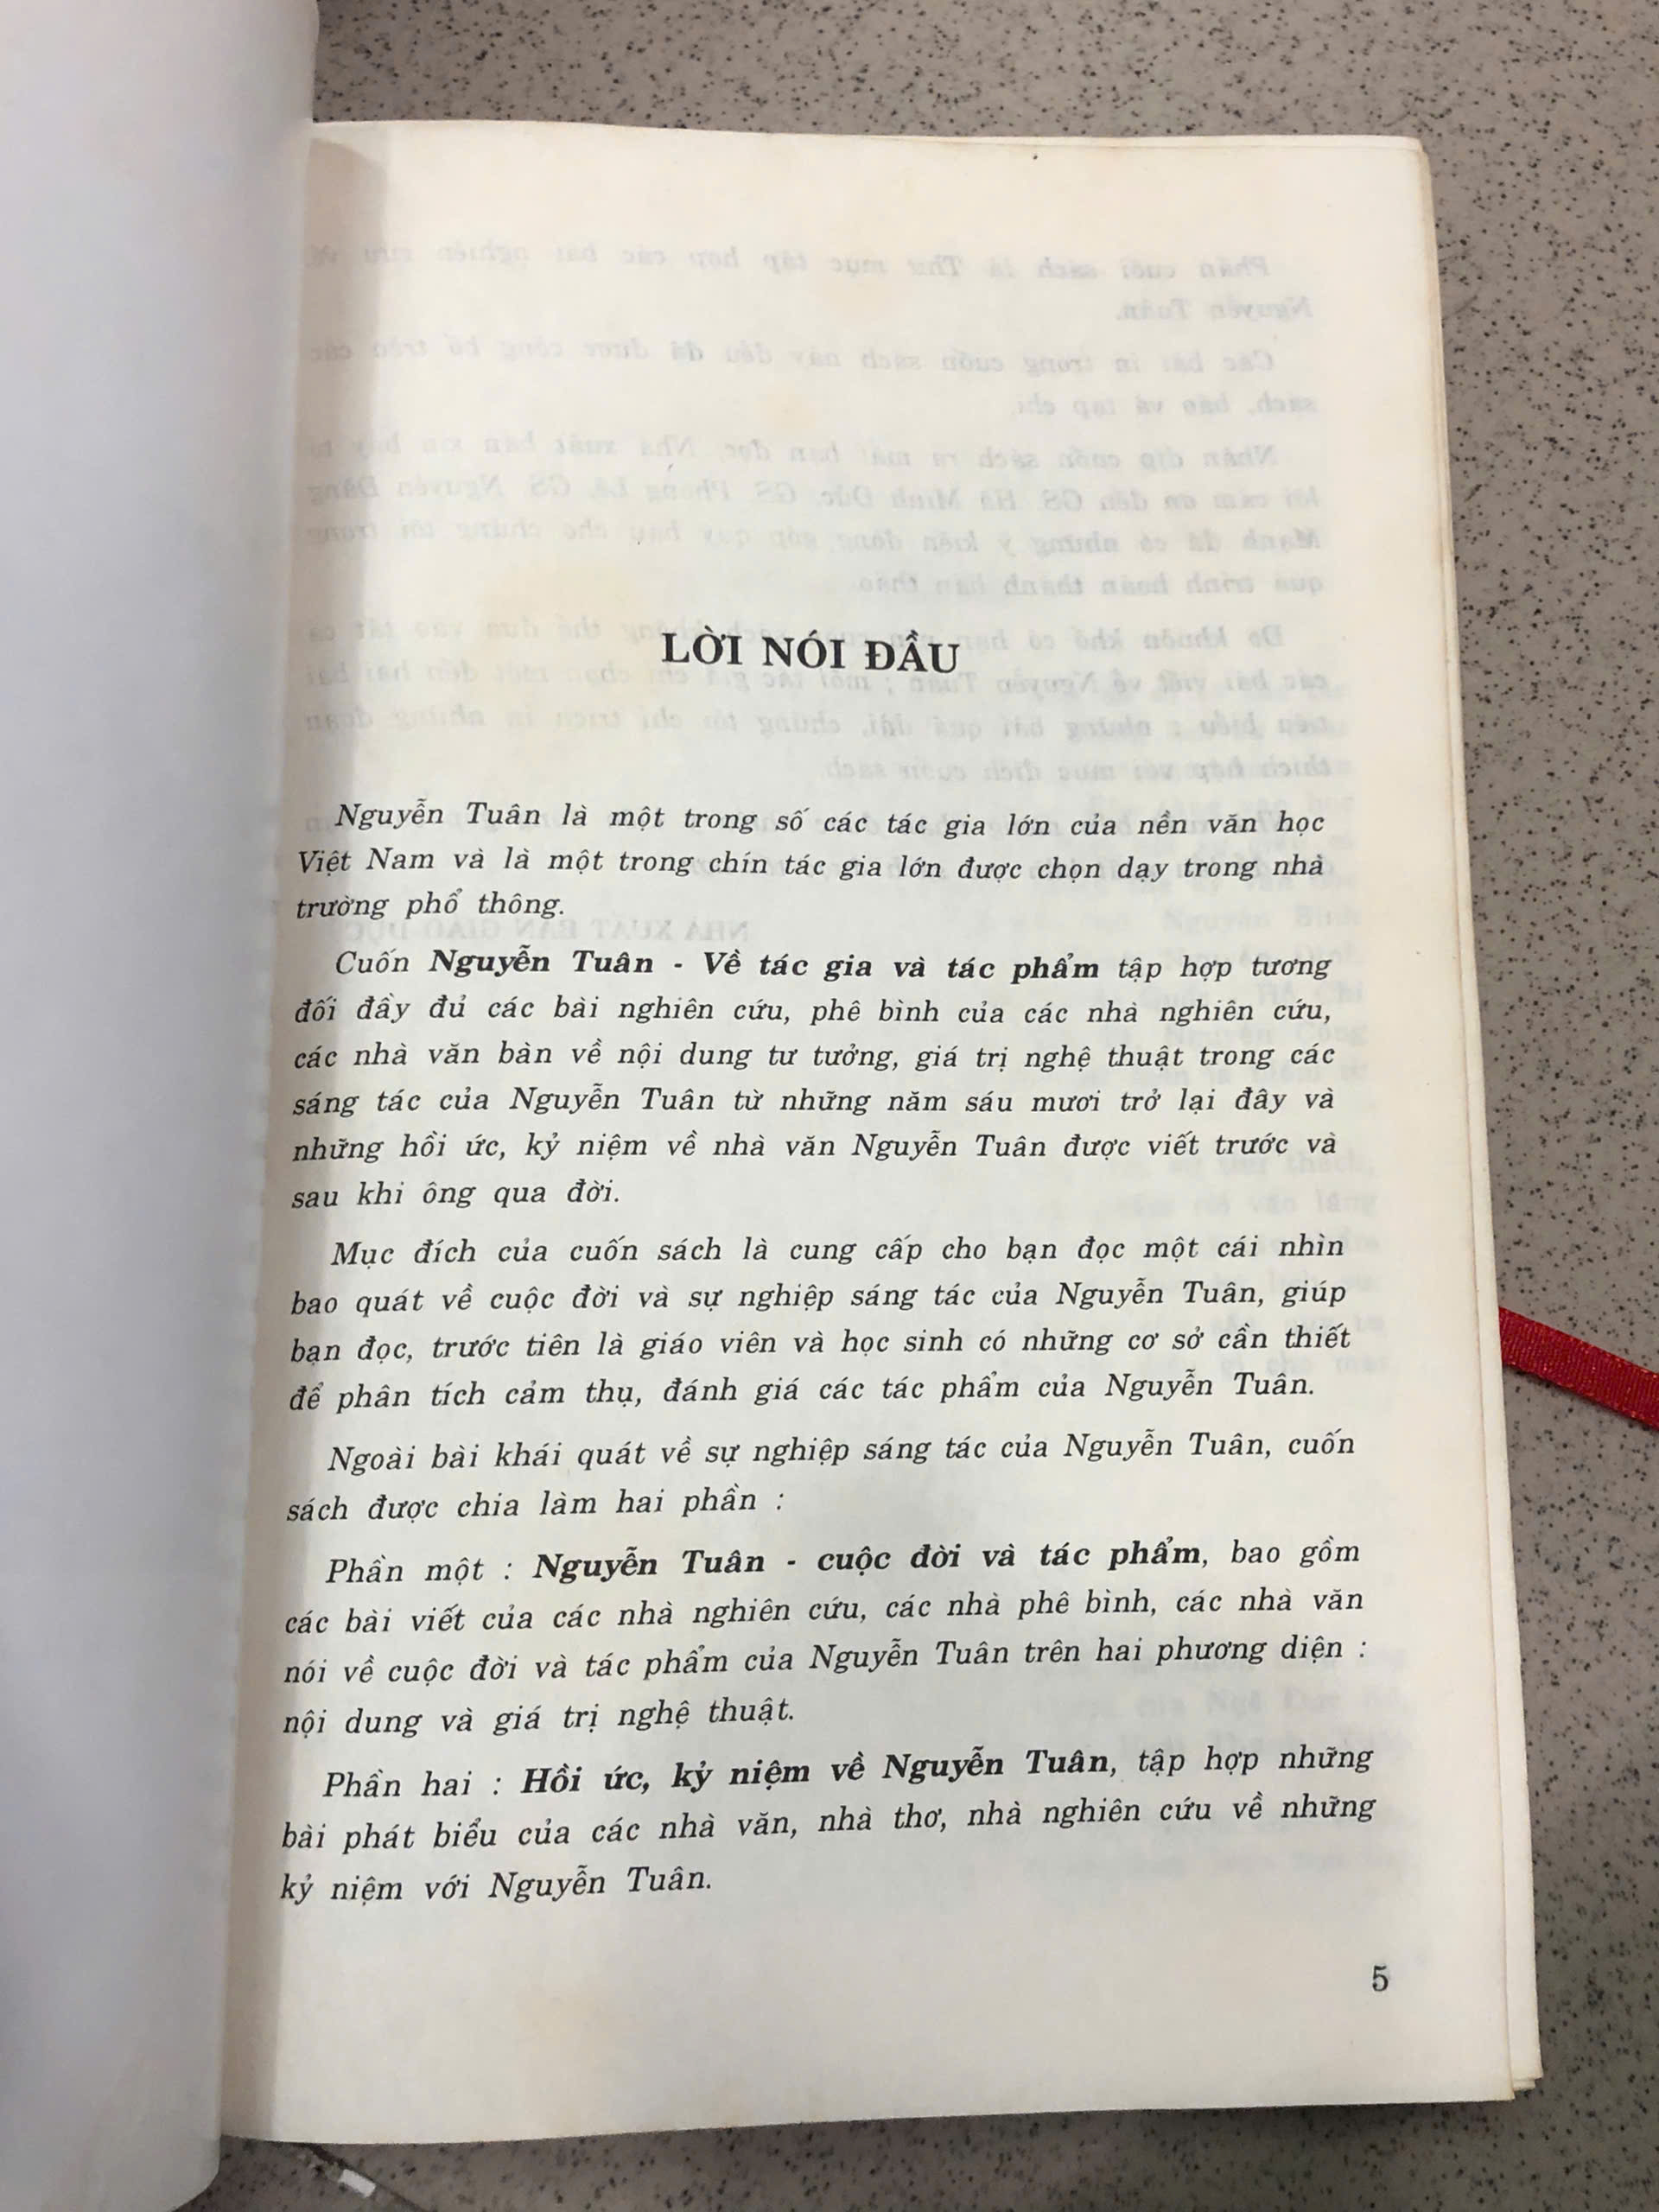 LỜI NÓI ĐẦU
Nguyễn Tuân là một trong số các tác gia lớn của nền văn học
Việt Nam và là một trong chín tác gia lớn được chọn dạy trong nhà
trường phổ thông.
Cuốn Nguyễn Tuân - Về tác gia và tác phẩm tập hợp tương
đối đầy đủ các bài nghiên cứu, phê bình của các nhà nghiên cứu,
các nhà văn bàn về nội dung tư tưởng, giá trị nghệ thuật trong các
sáng tác của Nguyễn Tuân từ những năm sáu mươi trở lại đây và
những hồi ức, kỷ niệm về nhà văn Nguyễn Tuân được viết trước và
sau khi ông qua đời.
Mục đích của cuốn sách là cung cấp cho bạn đọc một cái nhìn
bao quát về cuộc đời và sự nghiệp sáng tác của Nguyễn Tuân, giúp
bạn đọc, trước tiên là giáo viên và học sinh có những cơ sở cần thiết
để phân tích cảm thụ, đánh giá các tác phẩm của Nguyễn Tuân.
Ngoài bài khái quát về sự nghiệp sáng tác của Nguyễn Tuân, cuốn
sách được chia làm hai phần :
Phần một : Nguyễn Tuân - cuộc đời và tác phẩm, bao gồm
các bài viết của các nhà nghiên cứu, các nhà phê bình, các nhà văn
nói về cuộc đời và tác phẩm của Nguyễn Tuân trên hai phương diện :
nội dung và giá trị nghệ thuật.
Phần hai : Hồi ức, kỷ niệm về Nguyễn Tuân, tập hợp những
bài phát biểu của các nhà văn, nhà thơ, nhà nghiên cứu về những
kỷ niệm với Nguyễn Tuân.
5